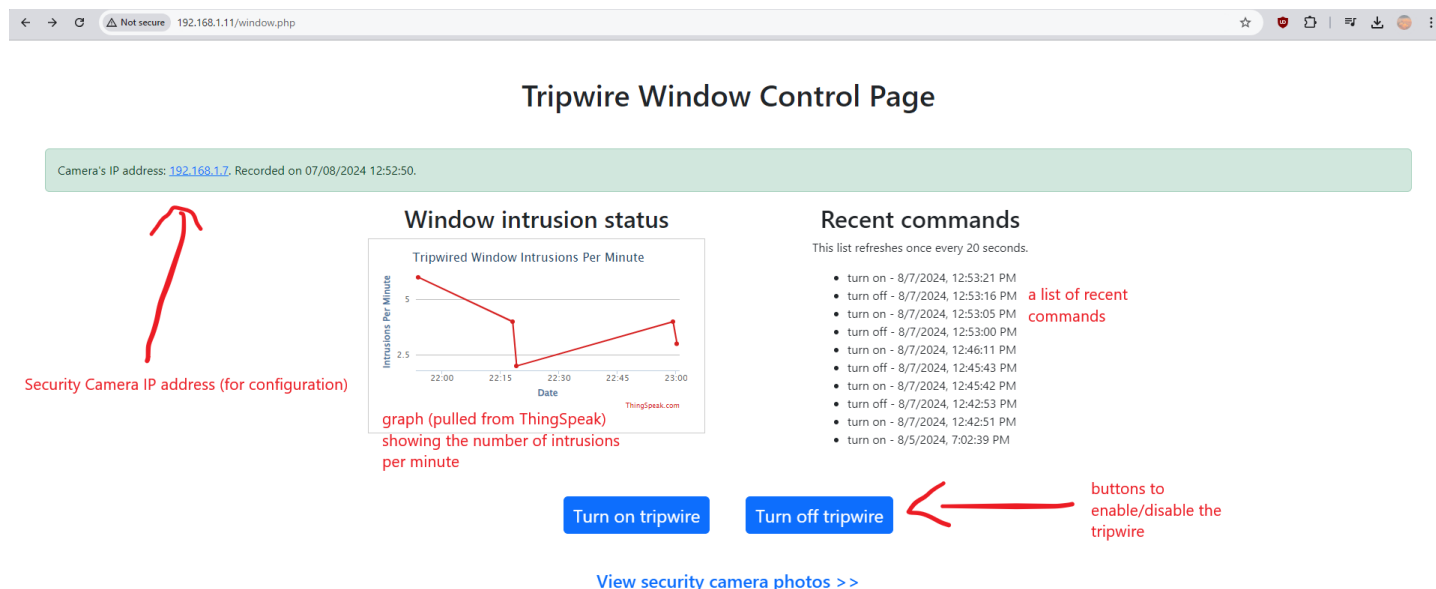 Not secure 192.168.1.11/window.php
Tripwire Window Control Page
Camera's IP address: 192.168.1.7. Recorded on 07/08/2024 12:52:50.
Security Camera IP address (for configuration)
Window intrusion status
Tripwired Window Intrusions Per Minute
Intrusions Per Minute
5
2.5
22:00 22:15 22:30 22:45 23:00
Date
ThingSpeak.com
graph (pulled from ThingSpeak)
showing the number of intrusions
per minute
Recent commands
This list refreshes once every 20 seconds.
turn on - 8/7/2024, 12:53:21 PM
turn off - 8/7/2024, 12:53:16 PM
turn on - 8/7/2024, 12:53:05 PM
turn off - 8/7/2024, 12:53:00 PM
turn on - 8/7/2024, 12:46:11 PM
turn off - 8/7/2024, 12:45:43 PM
turn on - 8/7/2024, 12:45:42 PM
turn off - 8/7/2024, 12:42:53 PM
turn on - 8/7/2024, 12:42:51 PM
turn on - 8/5/2024, 7:02:39 PM
a list of recent
commands
Turn on tripwire
Turn off tripwire
buttons to
enable/disable the
tripwire
View security camera photos >>